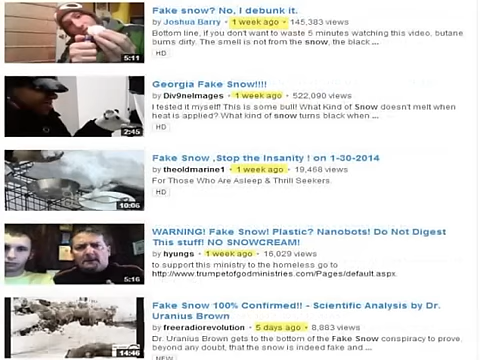 Fake snow? No, I debunk it.
by Joshua Barry • 1 week ago • 145,383 views
Bottom line, if you don't want to waste 5 minutes watching this video, butane
burns dirty. The smell is not from the snow, the black ...
HD
5:11
Georgia Fake Snow!!!!
by Div9neImages • 1 week ago • 522,090 views
I tested it myself! This is some bull! What Kind of Snow doesn't melt when
heat is applied? What kind of snow turns black when ...
HD
2:45
Fake Snow ,Stop the Insanity ! on 1-30-2014
by theoldmarine1 • 1 week ago • 19,468 views
For Those Who Are Asleep & Thrill Seekers.
HD
10:06
WARNING! Fake Snow! Plastic? Nanobots! Do Not Digest
This stuff! NO SNOWCREAM!
by hyungs • 1 week ago • 16,029 views
to support this ministry to the homeless go to
http://www.trumpetofgodministries.com/Pages/default.aspx
5:16
Fake Snow 100% Confirmed!! - Scientific Analysis by Dr.
Uranius Brown
by freeradiorevolution • 5 days ago • 8,883 views
Dr. Uranius Brown gets to the bottom of the Fake Snow conspiracy to prove
beyond any doubt, that the snow is indeed fake and ...
NEW
14:46